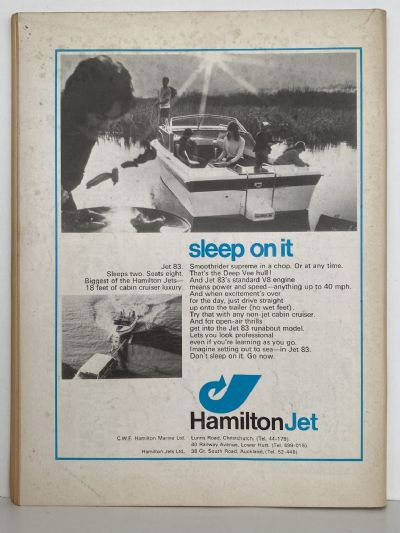 sleep on it
Jet 83.
Sleeps two. Seats eight.
Biggest of the Hamilton Jets—
18 feet of cabin cruiser luxury.
Smoothrider supreme in a chop. Or at any time.
That's the Deep Vee hull!
And Jet 83's standard V8 engine
means power and speed—anything up to 40 mph.
And when excitement's over
for the day, just drive straight
up onto the trailer (no wet feet).
Try that with any non-jet cabin cruiser.
And for open-air thrills
get into the Jet 83 runabout model.
Lets you look professional
even if you're learning as you go.
Imagine setting out to sea—in Jet 83.
Don't sleep on it. Go now.
HamiltonJet
C.W.F. Hamilton Marine Ltd. Lunns Road, Christchurch, (Tel. 44-179).
40 Railway Avenue, Lower Hutt. (Tel. 699-015).
Hamilton Jets Ltd., 38 Gt. South Road, Auckland, (Tel. 52-448).